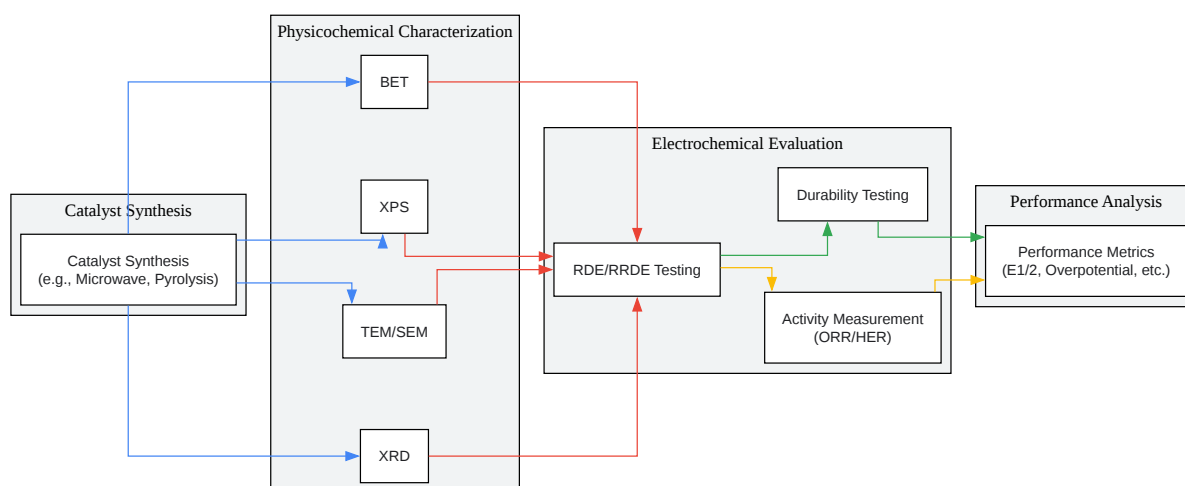 Physicochemical Characterization
BET
XPS
TEM/SEM
XRD
Catalyst Synthesis
Catalyst Synthesis
(e.g., Microwave, Pyrolysis)
Electrochemical Evaluation
RDE/RRDE Testing
Durability Testing
Activity Measurement
(ORR/HER)
Performance Analysis
Performance Metrics
(E1/2, Overpotential, etc.)